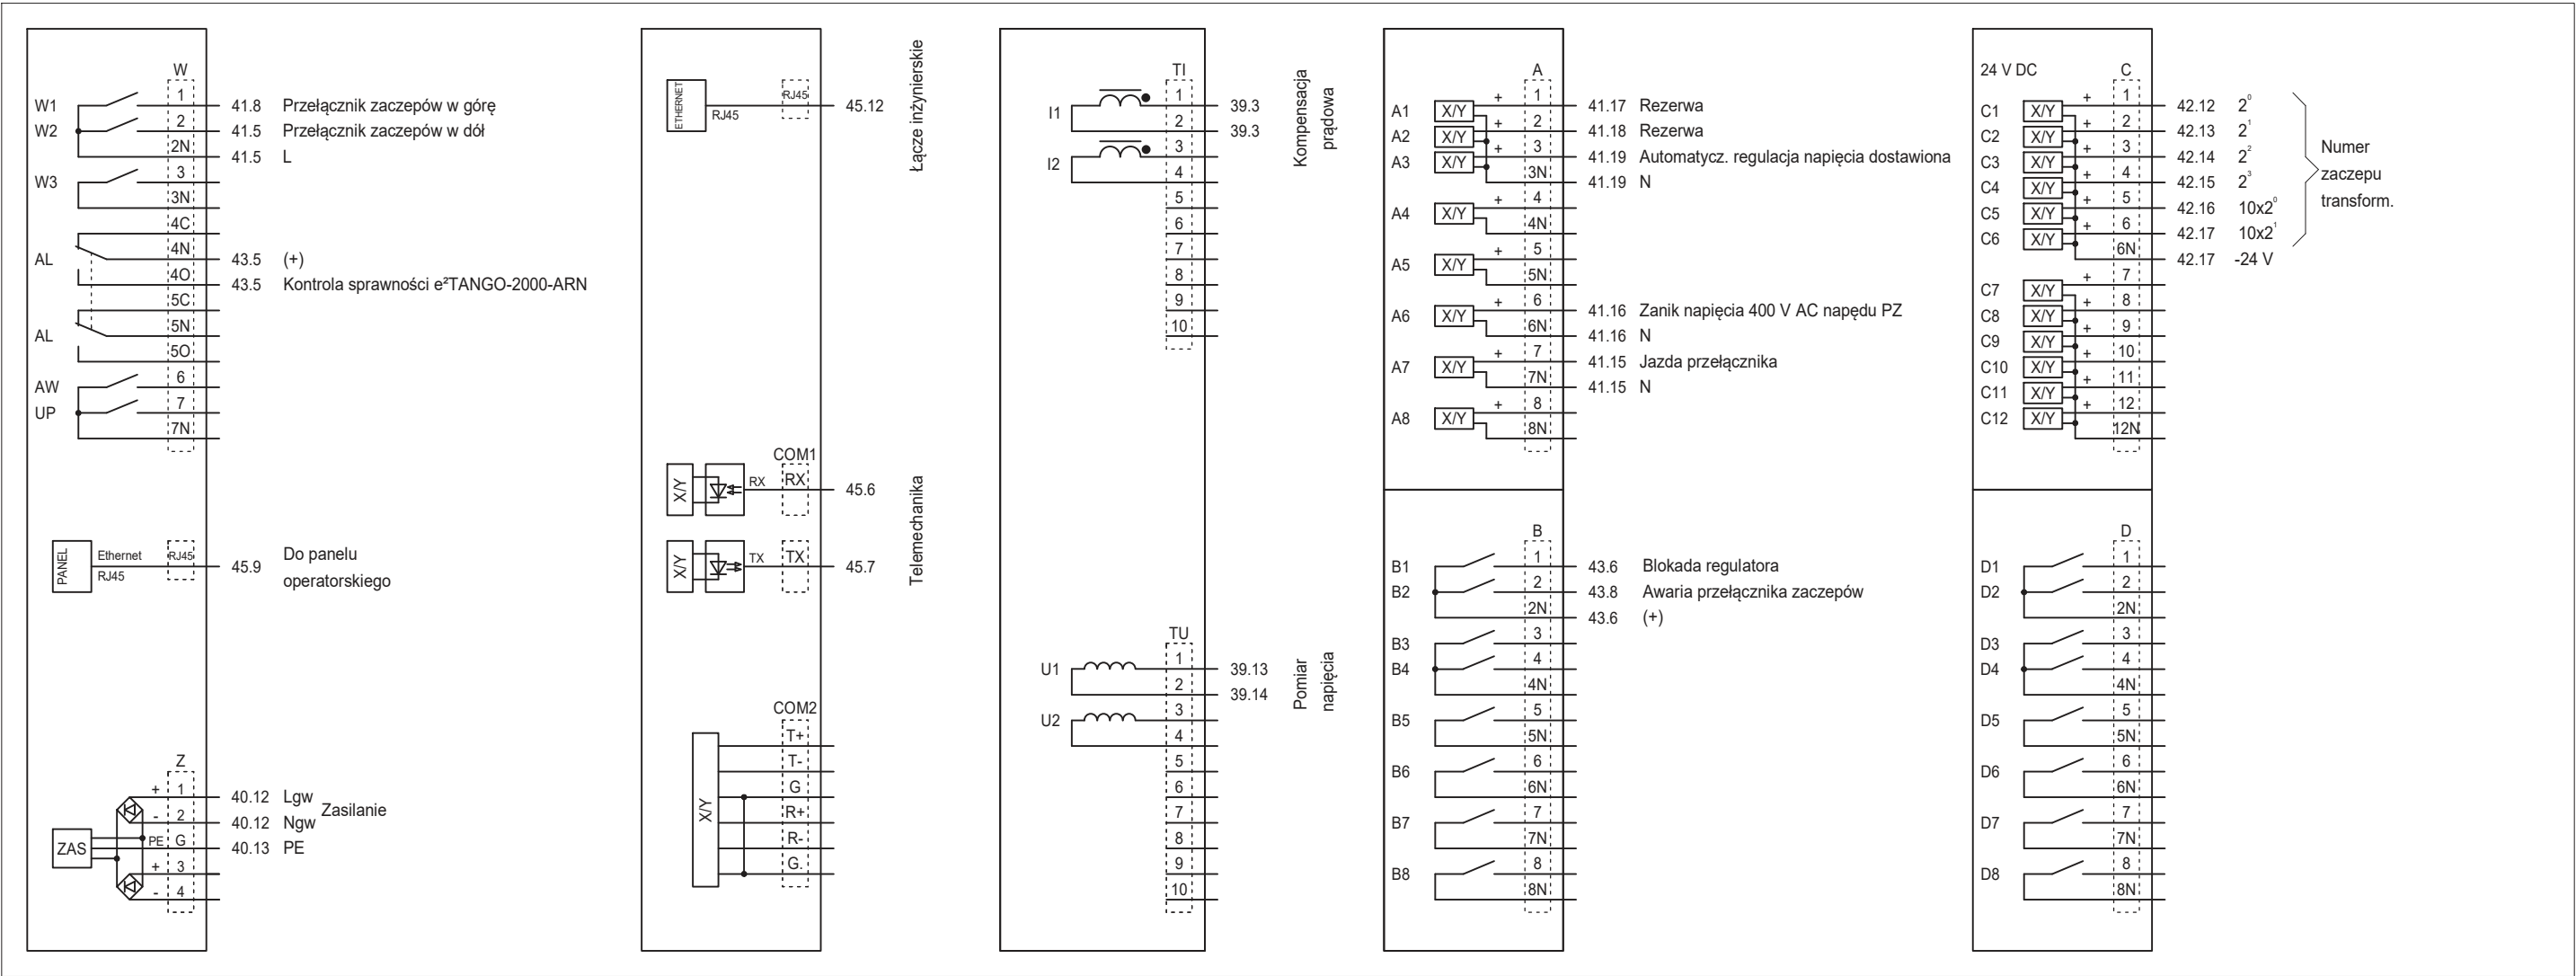 W
W1 1 41.8 Przełącznik zaczepów w górę
W2 2 41.5 Przełącznik zaczepów w dół
2N 41.5 L
W3 3
3N
4C
AL 4N 43.5 (+)
4O 43.5 Kontrola sprawności e²TANGO-2000-ARN
5C
AL 5N
5O
AW 6
UP 7
7N
PANEL Ethernet RJ45 RJ45 45.9 Do panelu
operatorskiego
Z
+ 1 40.12 Lgw
Zasilanie
- 2 40.12 Ngw
ZAS PE G 40.13 PE
+ 3
- 4
ETHERNET RJ45 RJ45 45.12
Łącze inżynierskie
COM1
X/Y RX RX 45.6
X/Y TX TX 45.7
Telemechanika
COM2
X/Y
T+
T-
G
R+
R-
G.
TI
I1 1 39.3
2 39.3
I2 3
4
5
6
7
8
9
10
Kompensacja
prądowa
TU
U1 1 39.13
2 39.14
U2 3
4
5
6
7
8
9
10
Pomiar
napięcia
A
A1 X/Y + 1 41.17 Rezerwa
A2 X/Y + 2 41.18 Rezerwa
A3 X/Y + 3 41.19 Automatycz. regulacja napięcia dostawiona
3N 41.19 N
A4 X/Y + 4
4N
A5 X/Y + 5
5N
A6 X/Y + 6 41.16 Zanik napięcia 400 V AC napędu PZ
6N 41.16 N
A7 X/Y + 7 41.15 Jazda przełącznika
7N 41.15 N
A8 X/Y + 8
8N
B
B1 1 43.6 Blokada regulatora
B2 2 43.8 Awaria przełącznika zaczepów
2N 43.6 (+)
B3 3
B4 4
4N
B5 5
5N
B6 6
6N
B7 7
7N
B8 8
8N
24 V DC C
C1 X/Y + 1 42.12 2⁰
C2 X/Y + 2 42.13 2¹
C3 X/Y + 3 42.14 2²
C4 X/Y + 4 42.15 2³
C5 X/Y + 5 42.16 10x2⁰
C6 X/Y + 6 42.17 10x2¹
6N 42.17 -24 V
Numer
zaczepu
transform.
C7 X/Y + 7
C8 X/Y + 8
C9 X/Y + 9
C10 X/Y + 10
C11 X/Y + 11
C12 X/Y + 12
12N
D
D1 1
D2 2
2N
D3 3
D4 4
4N
D5 5
5N
D6 6
6N
D7 7
7N
D8 8
8N